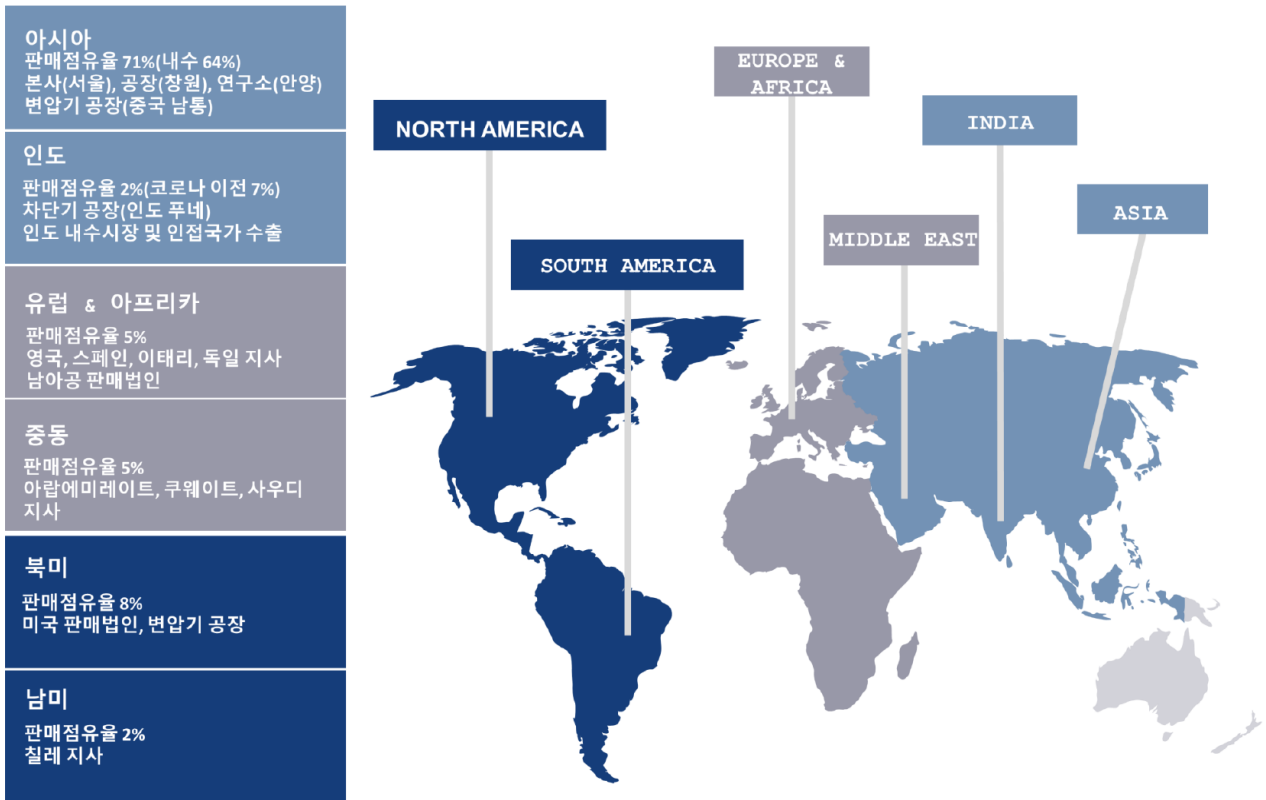 아시아
판매점유율 71%(내수 64%)
본사(서울), 공장(창원), 연구소(안양)
변압기 공장(중국 남통)
인도
판매점유율 2%(코로나 이전 7%)
차단기 공장(인도 푸네)
인도 내수시장 및 인접국가 수출
유럽 & 아프리카
판매점유율 5%
영국, 스페인, 이태리, 독일 지사
남아공 판매법인
중동
판매점유율 5%
아랍에미레이트, 쿠웨이트, 사우디
지사
북미
판매점유율 8%
미국 판매법인, 변압기 공장
남미
판매점유율 2%
칠레 지사
EUROPE &
AFRICA
NORTH AMERICA
INDIA
ASIA
MIDDLE EAST
SOUTH AMERICA